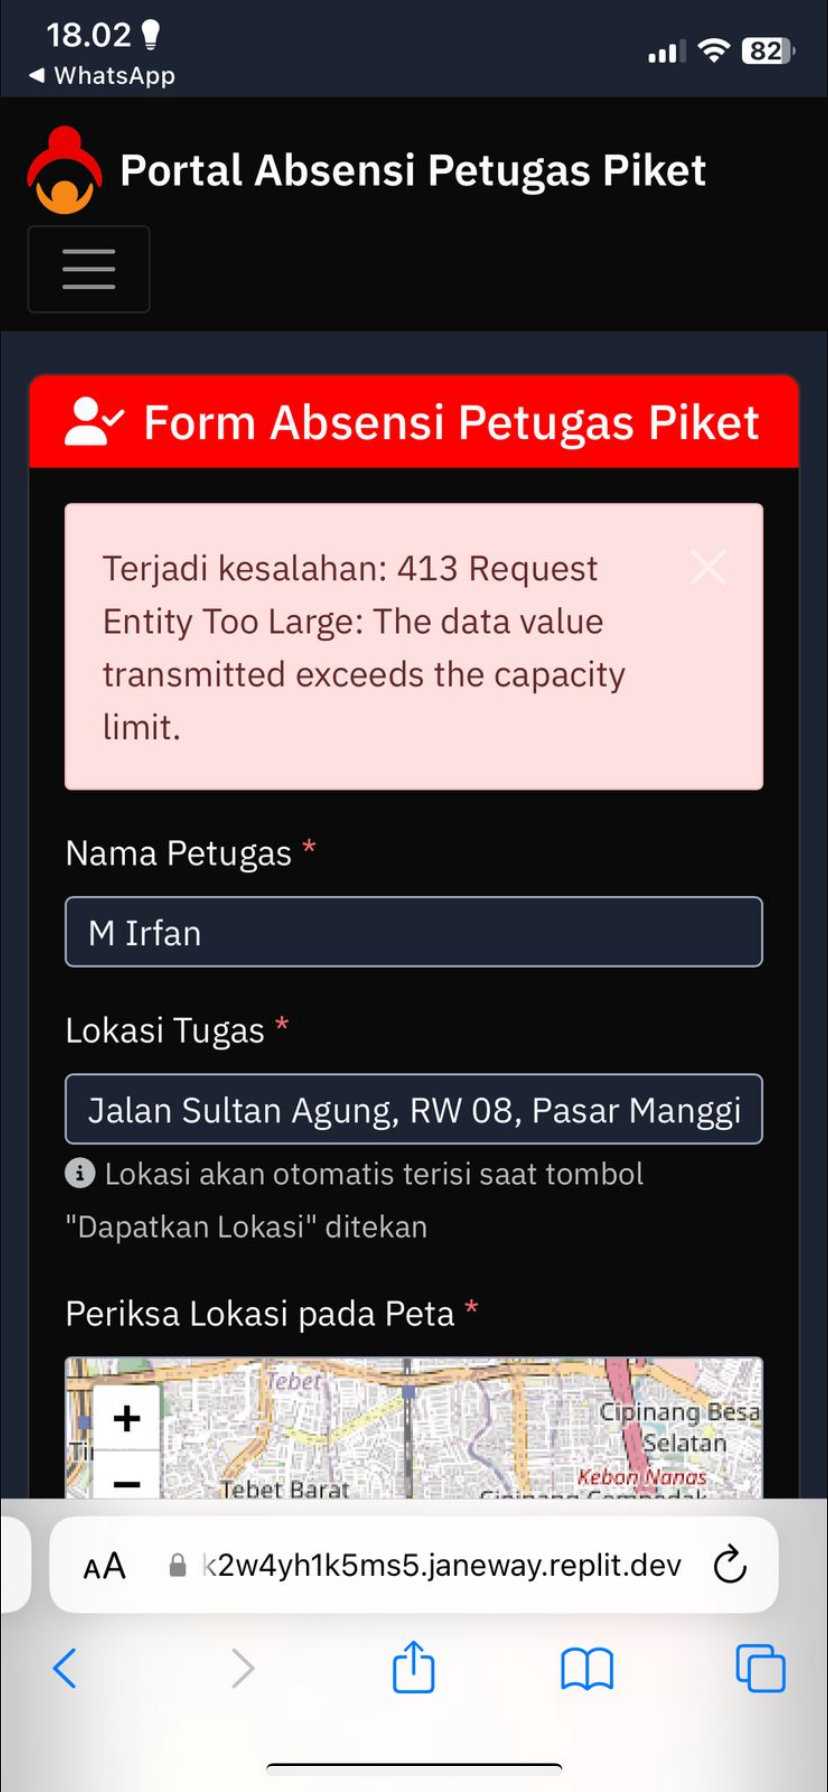 18.02
WhatsApp
82
Portal Absensi Petugas Piket
Form Absensi Petugas Piket
Terjadi kesalahan: 413 Request
Entity Too Large: The data value
transmitted exceeds the capacity
limit.
Nama Petugas *
M Irfan
Lokasi Tugas *
Jalan Sultan Agung, RW 08, Pasar Manggi
Lokasi akan otomatis terisi saat tombol
"Dapatkan Lokasi" ditekan
Periksa Lokasi pada Peta *
Tebet
+
Cipinang Besa
Selatan
Kebon Nanas
−
Tebet Barat
AA
k2w4yh1k5ms5.janeway.replit.dev